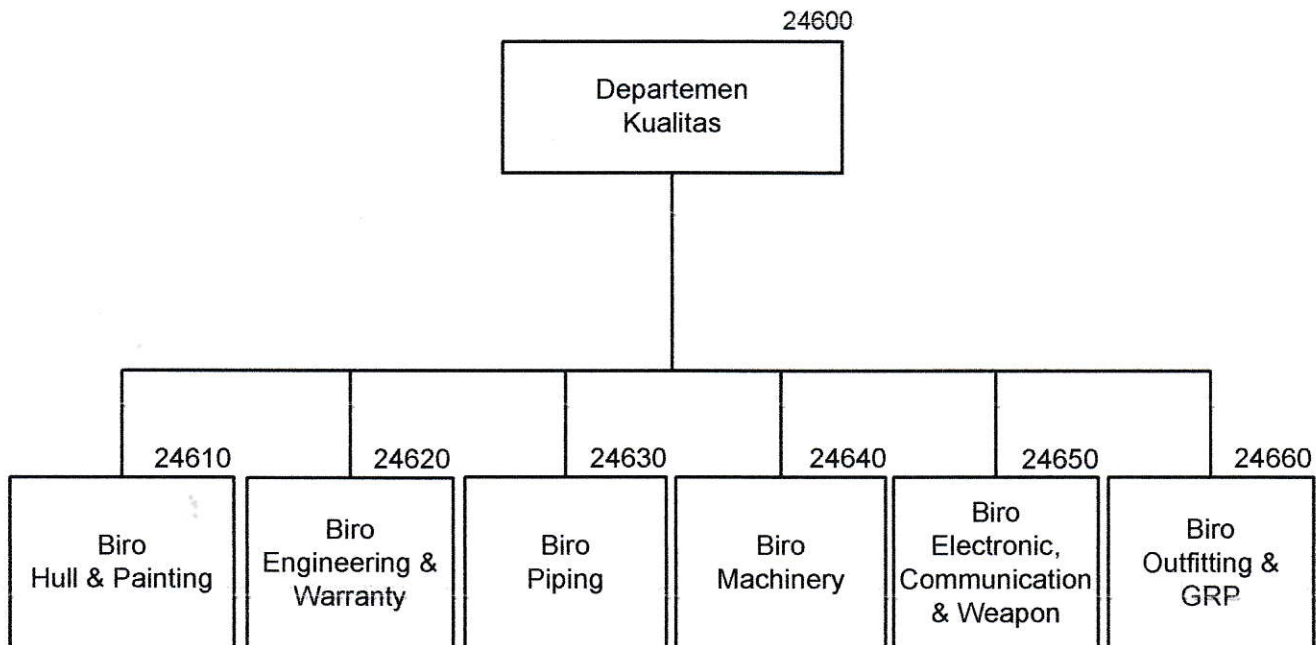 24600
Departemen
Kualitas
24610
Biro
Hull & Painting
24620
Biro
Engineering &
Warranty
24630
Biro
Piping
24640
Biro
Machinery
24650
Biro
Electronic,
Communication
& Weapon
24660
Biro
Outfitting &
GRP